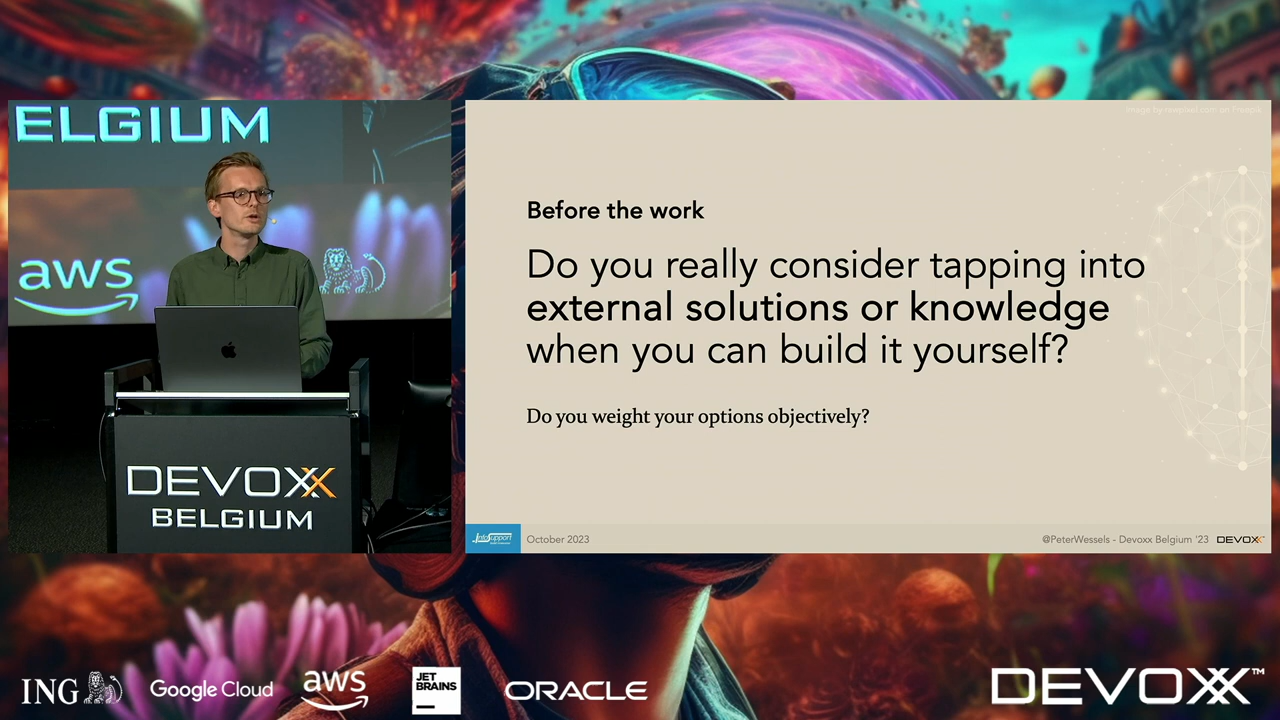 ELGIUM
aws
DEVOXX
BELGIUM
Before the work
Do you really consider tapping into
external solutions or knowledge
when you can build it yourself?
Do you weight your options objectively?
InfoSupport
October 2023
@PeterWessels - Devoxx Belgium '23
DEVOXX
ING
Google Cloud
aws
JET
BRAINS
ORACLE
DEVOXX™